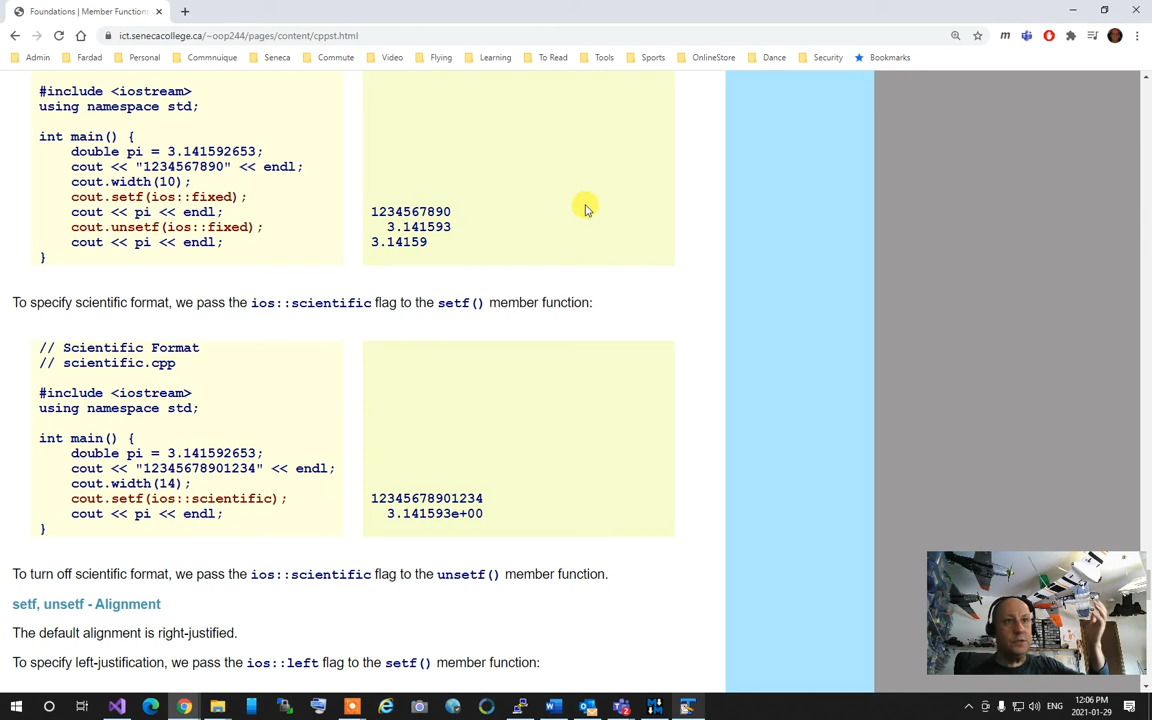 Foundations | Member Functions
ict.senecacollege.ca/~oop244/pages/content/cppst.html
Admin Fardad Personal Commnuique Seneca Commute Video Flying Learning To Read Tools Sports OnlineStore Dance Security Bookmarks
#include <iostream>
using namespace std;
int main() {
double pi = 3.141592653;
cout << "1234567890" << endl;
cout.width(10);
cout.setf(ios::fixed);
cout << pi << endl;
cout.unsetf(ios::fixed);
cout << pi << endl;
}
1234567890
3.141593
3.14159
To specify scientific format, we pass the ios::scientific flag to the setf() member function:
// Scientific Format
// scientific.cpp
#include <iostream>
using namespace std;
int main() {
double pi = 3.141592653;
cout << "12345678901234" << endl;
cout.width(14);
cout.setf(ios::scientific);
cout << pi << endl;
}
12345678901234
3.141593e+00
To turn off scientific format, we pass the ios::scientific flag to the unsetf() member function.
setf, unsetf - Alignment
The default alignment is right-justified.
To specify left-justification, we pass the ios::left flag to the setf() member function:
ENG
12:06 PM
2021-01-29